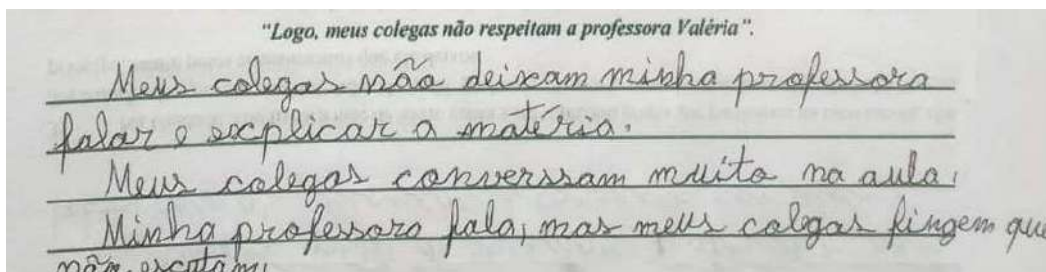 "Logo, meus colegas não respeitam a professora Valéria".
Meus colegas não deixam minha professora
falar e explicar a matéria.
Meus colegas converssam muito na aula.
Minha professora fala, mas meus colegas fingem que
não escutam.